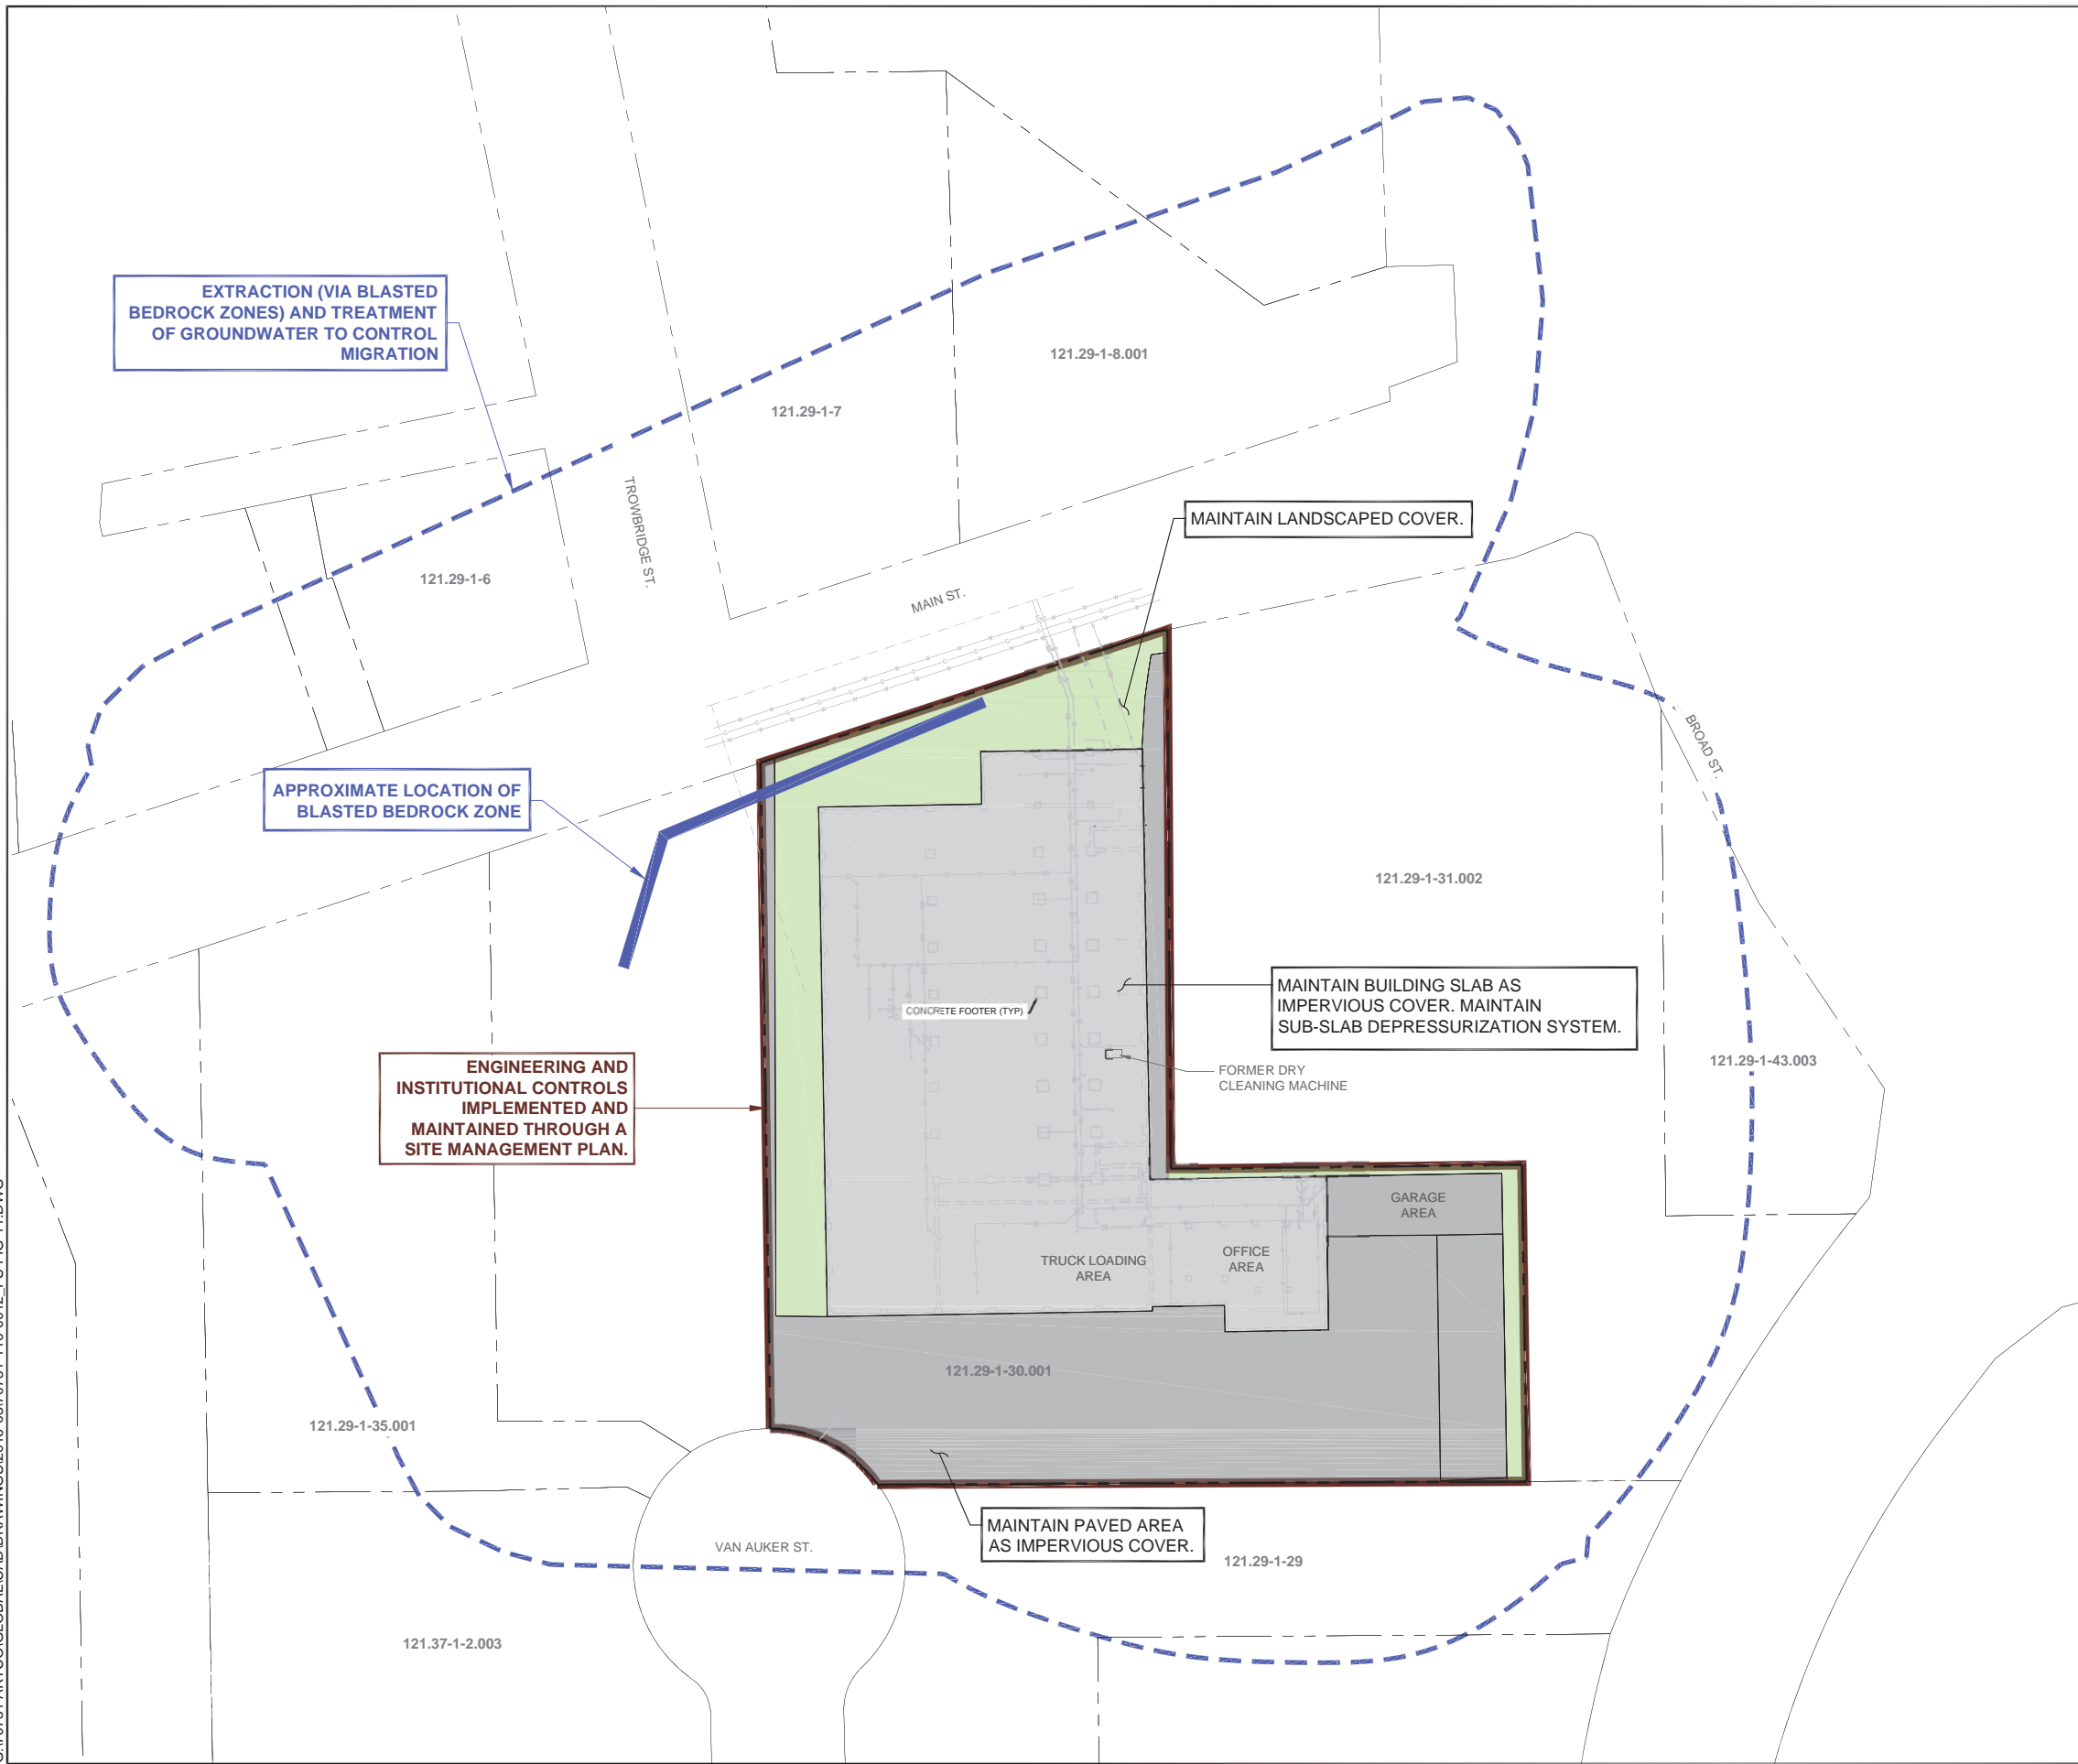 EXTRACTION (VIA BLASTED
BEDROCK ZONES) AND TREATMENT
OF GROUNDWATER TO CONTROL
MIGRATION
121.29-1-8.001
121.29-1-7
TROWBRIDGE ST.
MAINTAIN LANDSCAPED COVER.
121.29-1-6
MAIN ST.
BROAD ST.
APPROXIMATE LOCATION OF
BLASTED BEDROCK ZONE
121.29-1-31.002
MAINTAIN BUILDING SLAB AS
IMPERVIOUS COVER. MAINTAIN
SUB-SLAB DEPRESSURIZATION SYSTEM.
CONCRETE FOOTER (TYP)
ENGINEERING AND
INSTITUTIONAL CONTROLS
IMPLEMENTED AND
MAINTAINED THROUGH A
SITE MANAGEMENT PLAN.
FORMER DRY
CLEANING MACHINE
121.29-1-43.003
GARAGE
AREA
TRUCK LOADING
AREA
OFFICE
AREA
121.29-1-30.001
121.29-1-35.001
MAINTAIN PAVED AREA
AS IMPERVIOUS COVER.
VAN AUKER ST.
121.29-1-29
121.37-1-2.003